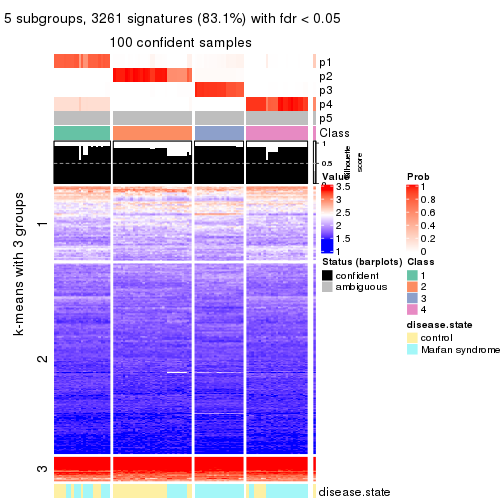 5 subgroups, 3261 signatures (83.1%) with fdr < 0.05
100 confident samples
p1
p2
p3
p4
p5
Class
1
0.5
0
Silhouette
score
k-means with 3 groups
1
2
3
disease.state
Value
3.5
3
2.5
2
1.5
1
Prob
1
0.8
0.6
0.4
0.2
0
Status (barplots)
confident
ambiguous
Class
1
2
3
4
disease.state
control
Marfan syndrome